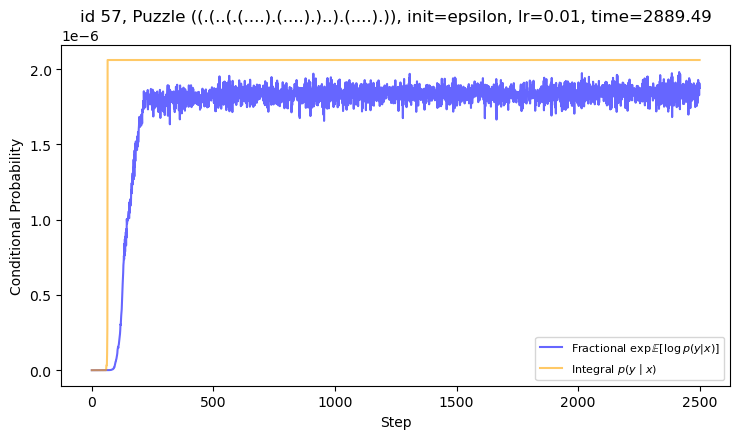 id 57, Puzzle ((.(..(.(....).(....).)..).(....).)), init=epsilon, lr=0.01, time=2889.49
1e−6
2.0
1.5
1.0
0.5
0.0
Conditional Probability
Fractional exp 𝔼[log p(y|x)]
Integral p(y | x)
0
500
1000
1500
2000
2500
Step